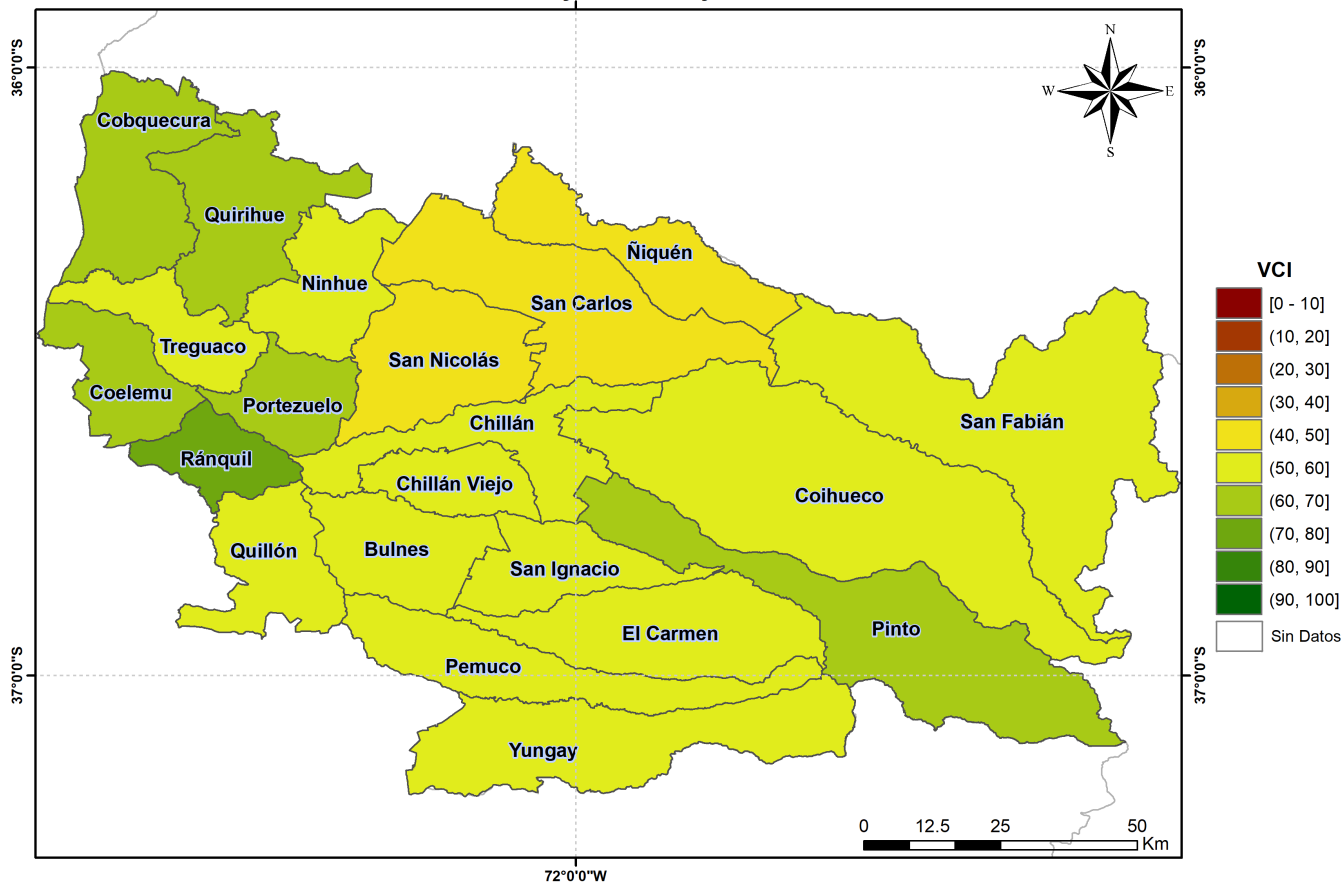 36°0'0"S
36°0'0"S
N
W
E
S
Cobquecura
Quirihue
Ñiquén
Ninhue
San Carlos
Treguaco
San Nicolás
Coelemu
Portezuelo
Chillán
San Fabián
Ránquil
Chillán Viejo
Coihueco
Quillón
Bulnes
San Ignacio
El Carmen
Pinto
Pemuco
Yungay
VCI
[0 - 10]
(10, 20]
(20, 30]
(30, 40]
(40, 50]
(50, 60]
(60, 70]
(70, 80]
(80, 90]
(90, 100]
Sin Datos
37°0'0"S
37°0'0"S
0 12.5 25 50
Km
72°0'0"W